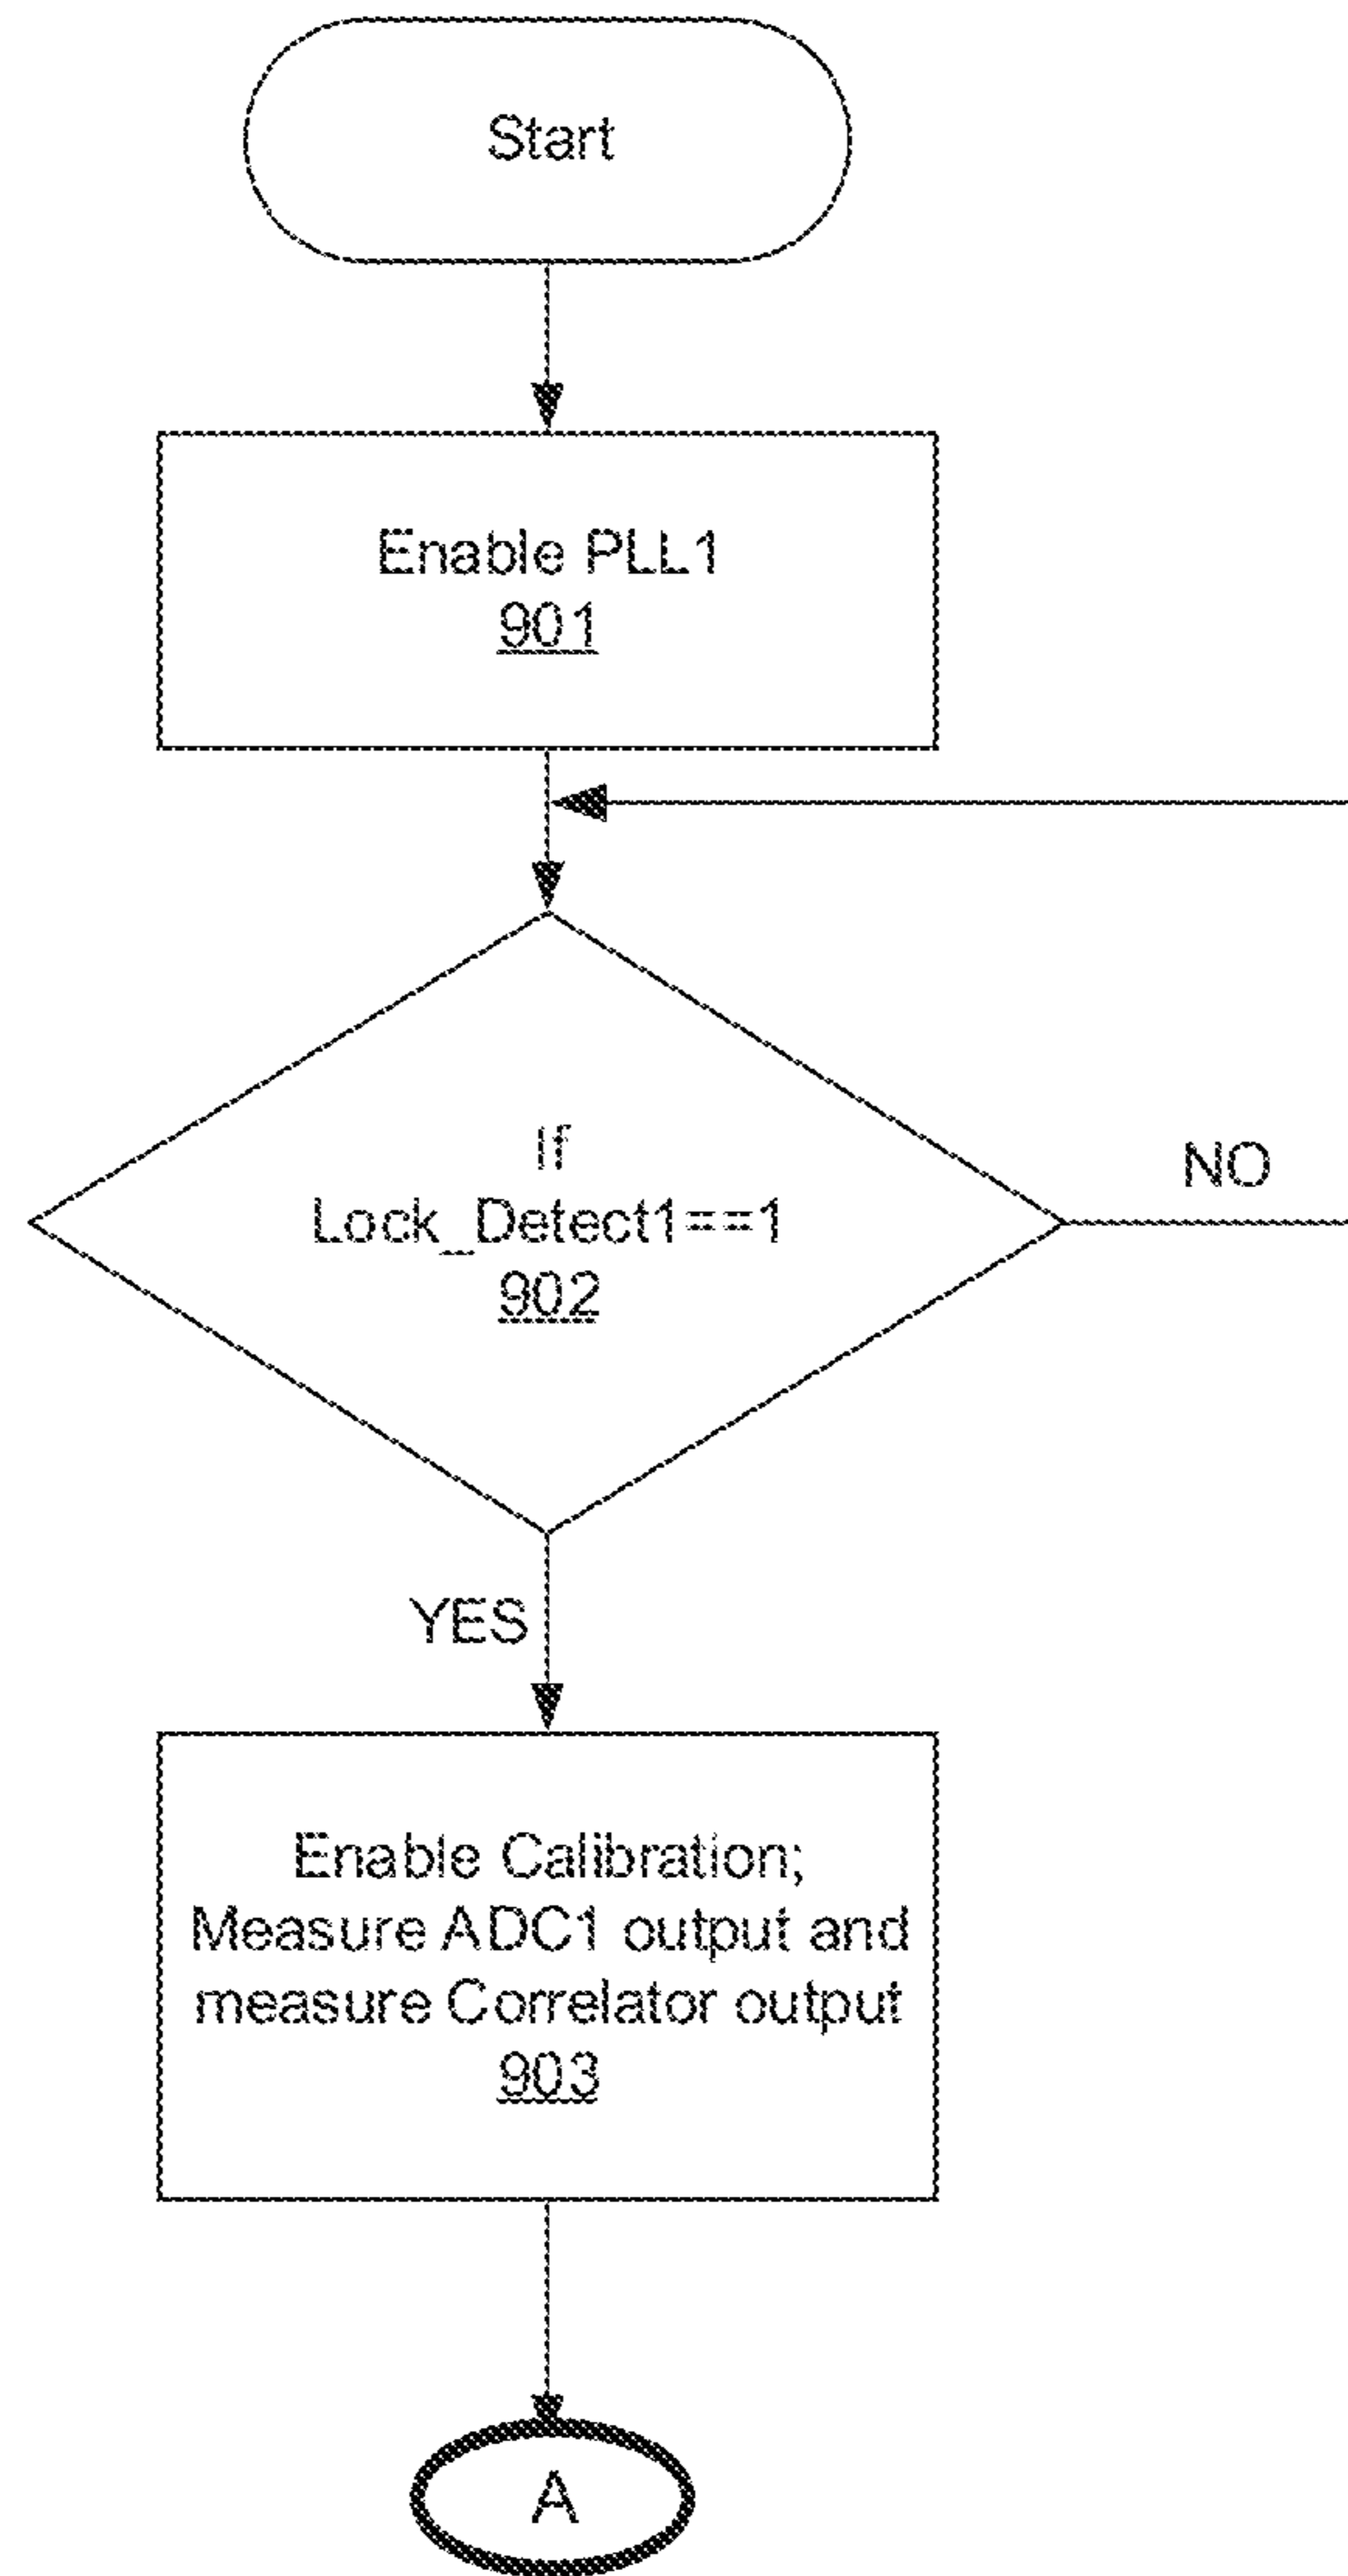 Start
Enable PLL1
901
If
Lock_Detect1==1
902
NO
YES
Enable Calibration;
Measure ADC1 output and
measure Correlator output
903
A